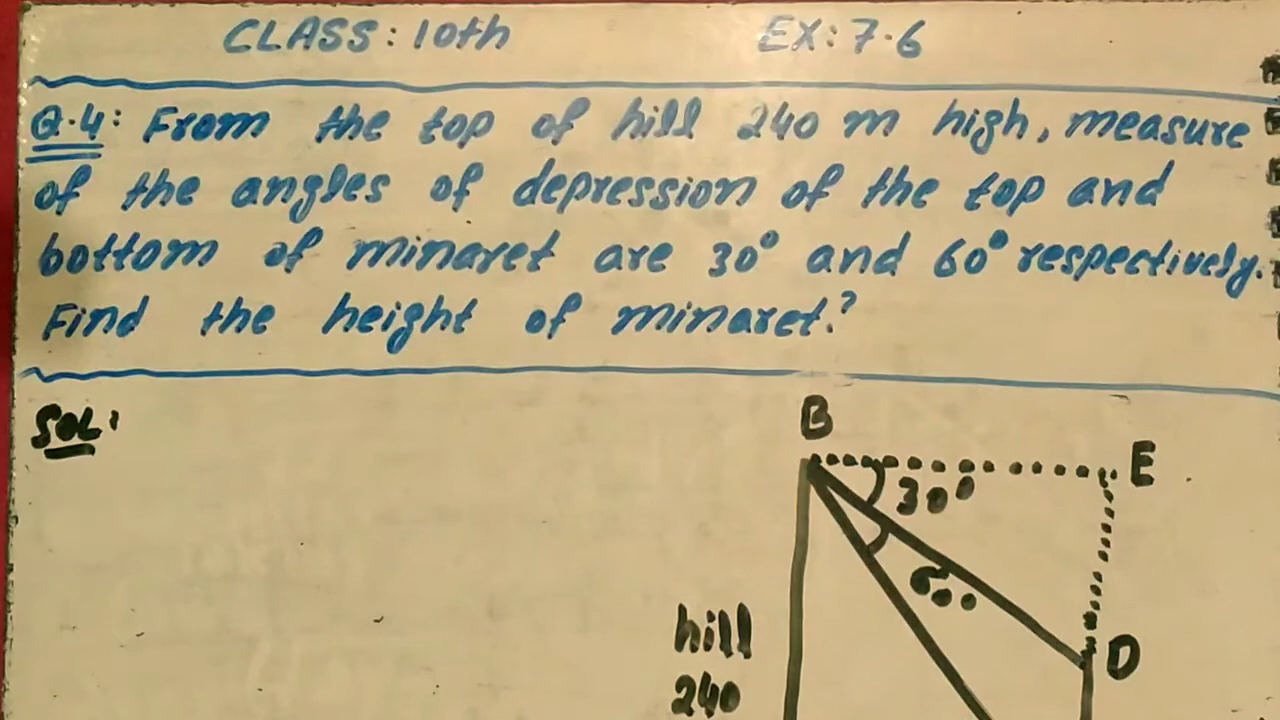 CLASS: 10th EX: 7.6
Q.4: From the top of hill 240 m high, measure
of the angles of depression of the top and
bottom of minaret are 30° and 60° respectively.
Find the height of minaret?
SOL:
B
E
30°
60°
hill
D
240